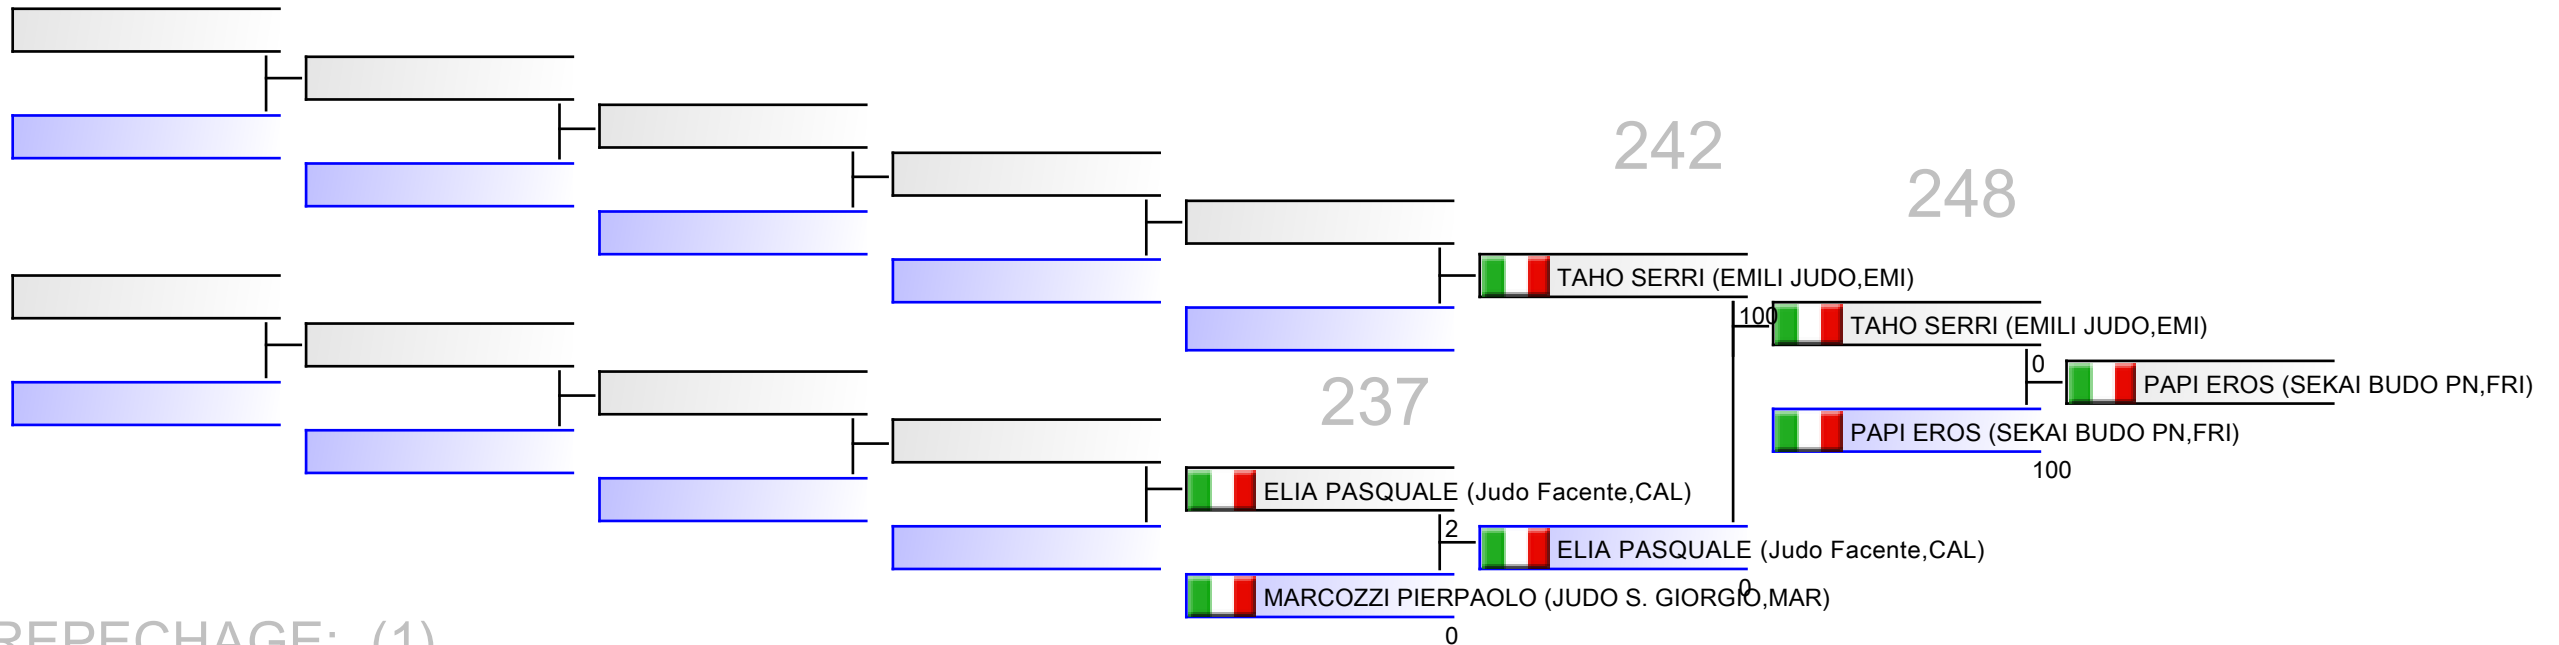 242
248
TAHO SERRI (EMILI JUDO,EMI)
100
TAHO SERRI (EMILI JUDO,EMI)
0
PAPI EROS (SEKAI BUDO PN,FRI)
PAPI EROS (SEKAI BUDO PN,FRI)
100
237
ELIA PASQUALE (Judo Facente,CAL)
2
ELIA PASQUALE (Judo Facente,CAL)
0
MARCOZZI PIERPAOLO (JUDO S. GIORGIO,MAR)
0
REPECHAGE: (1)